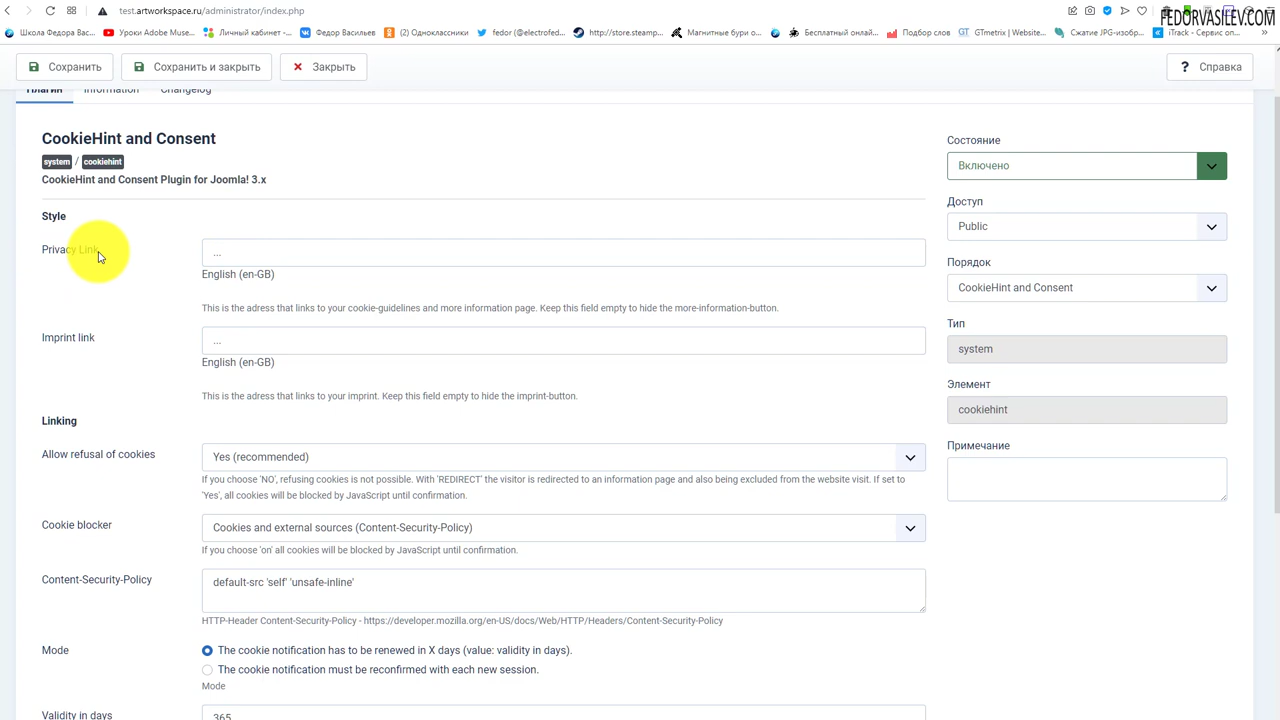 test.artworkspace.ru/administrator/index.php
FEDORVASILEV.COM
Школа Федора Вас...
Уроки Adobe Muse...
Личный кабинет -...
Федор Васильев
(2) Одноклассники
fedor (@electrofed...
http://store.steamp...
Магнитные бури о...
Бесплатный онлай...
Подбор слов
GTmetrix | Website...
Сжатие JPG-изобр...
iTrack - Сервис оп...
Сохранить
Сохранить и закрыть
Закрыть
? Справка
Плагин
Information
Changelog
CookieHint and Consent
system / cookiehint
CookieHint and Consent Plugin for Joomla! 3.x
Style
Privacy Link
...
English (en-GB)
This is the adress that links to your cookie-guidelines and more information page. Keep this field empty to hide the more-information-button.
Imprint link
...
English (en-GB)
This is the adress that links to your imprint. Keep this field empty to hide the imprint-button.
Linking
Allow refusal of cookies
Yes (recommended)
If you choose 'NO', refusing cookies is not possible. With 'REDIRECT' the visitor is redirected to an information page and also being excluded from the website visit. If set to
'Yes', all cookies will be blocked by JavaScript until confirmation.
Cookie blocker
Cookies and external sources (Content-Security-Policy)
If you choose 'on' all cookies will be blocked by JavaScript until confirmation.
Content-Security-Policy
default-src 'self' 'unsafe-inline'
HTTP-Header Content-Security-Policy - https://developer.mozilla.org/en-US/docs/Web/HTTP/Headers/Content-Security-Policy
Mode
The cookie notification has to be renewed in X days (value: validity in days).
The cookie notification must be reconfirmed with each new session.
Mode
Validity in days
365
Состояние
Включено
Доступ
Public
Порядок
CookieHint and Consent
Тип
system
Элемент
cookiehint
Примечание